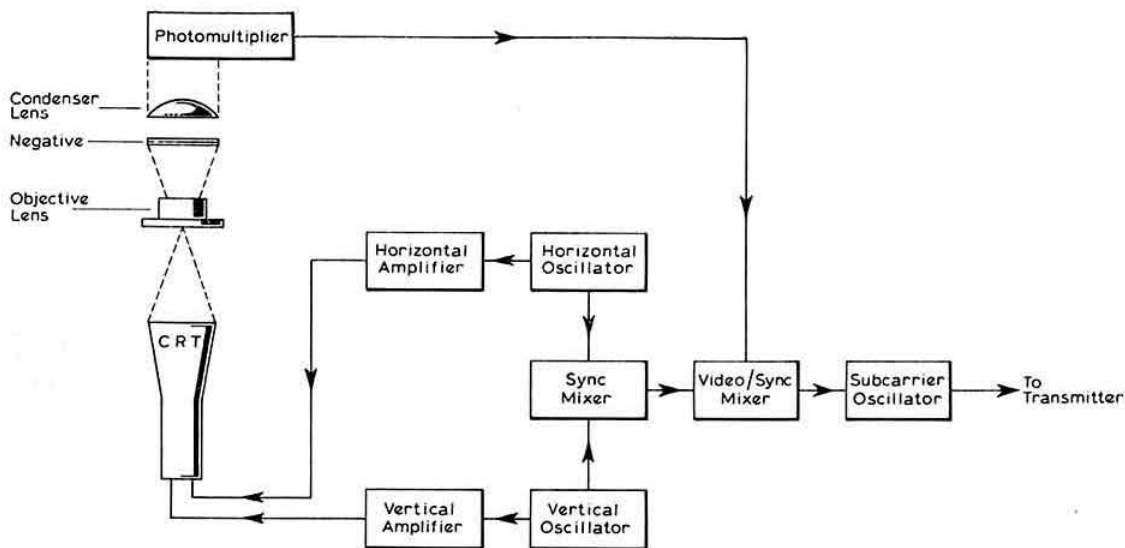 Photomultiplier
Condenser
Lens
Negative
Objective
Lens
Horizontal
Amplifier
Horizontal
Oscillator
CRT
Sync
Mixer
Video/Sync
Mixer
Subcarrier
Oscillator
To
Transmitter
Vertical
Amplifier
Vertical
Oscillator